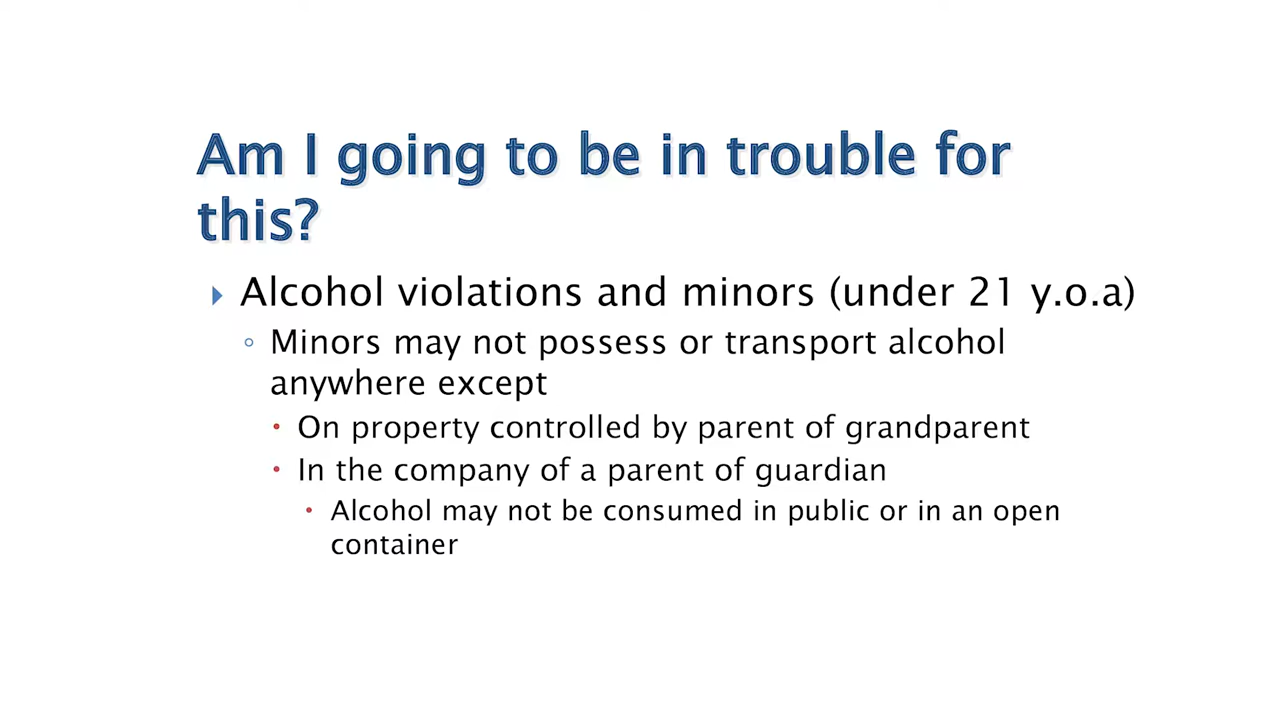 Am I going to be in trouble for
this?
Alcohol violations and minors (under 21 y.o.a)
Minors may not possess or transport alcohol
anywhere except
On property controlled by parent of grandparent
In the company of a parent of guardian
Alcohol may not be consumed in public or in an open
container